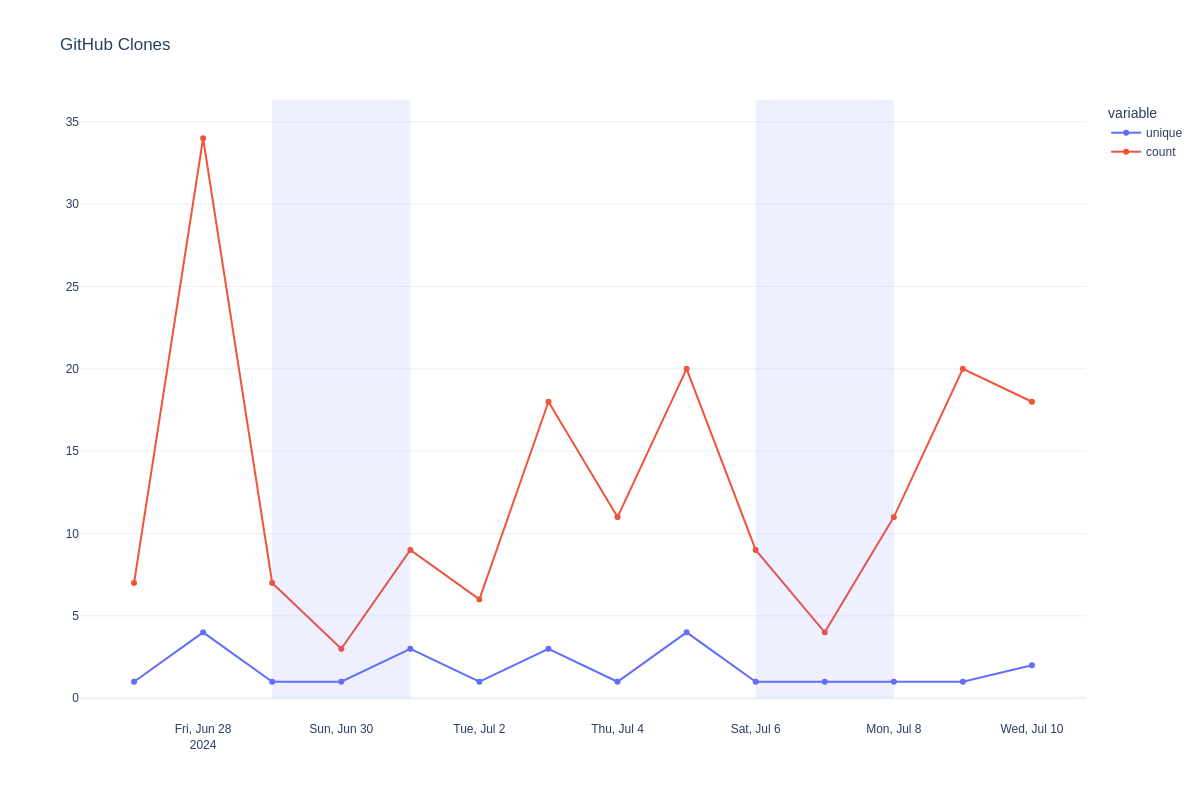 GitHub Clones
variable
unique
count
35
30
25
20
15
10
5
0
Fri, Jun 28
2024
Sun, Jun 30
Tue, Jul 2
Thu, Jul 4
Sat, Jul 6
Mon, Jul 8
Wed, Jul 10